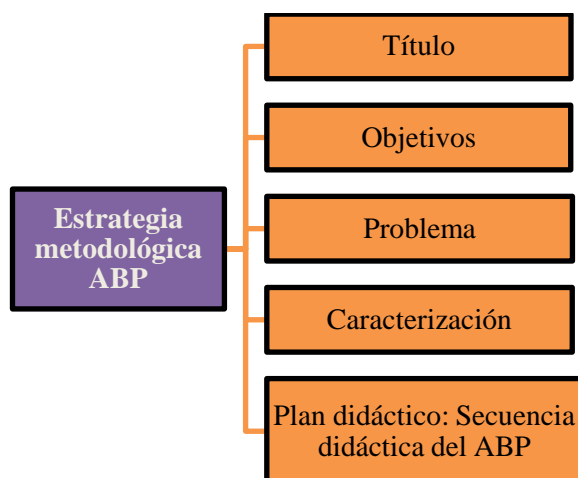 Título
Objetivos
Estrategia
metodológica
ABP
Problema
Caracterización
Plan didáctico: Secuencia
didáctica del ABP